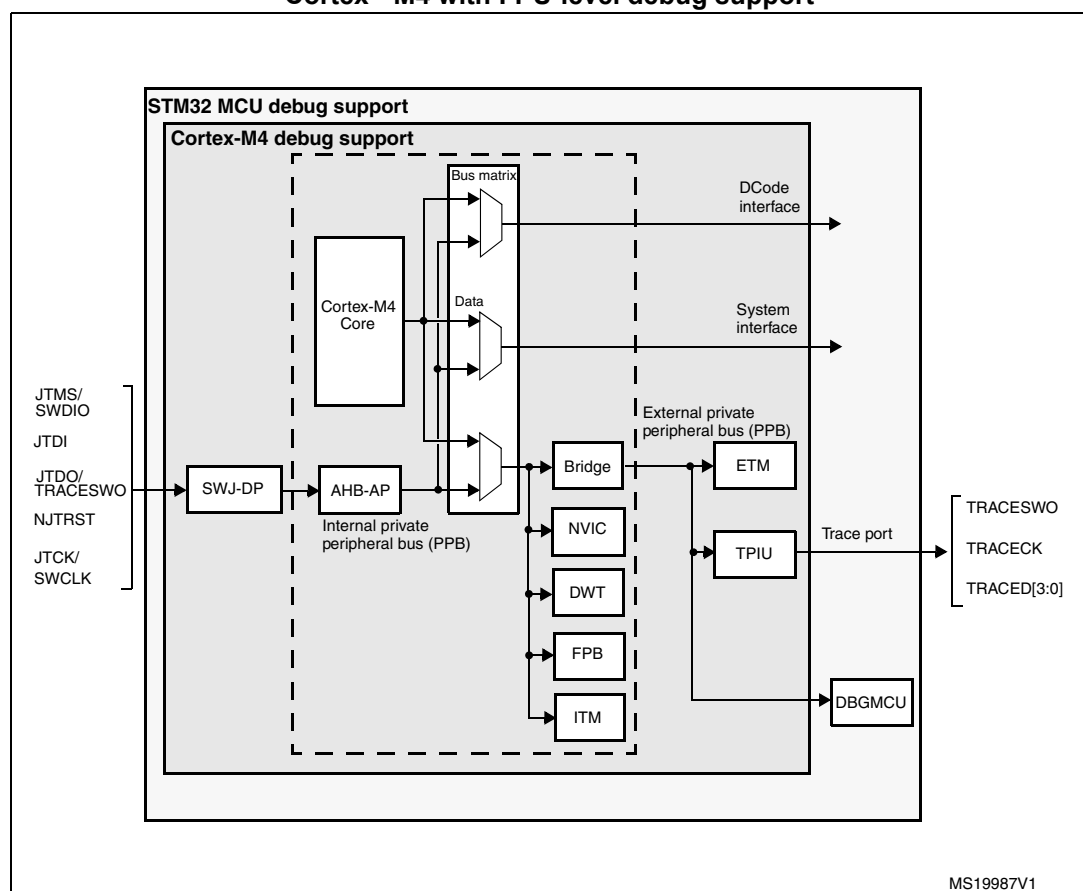 STM32 MCU debug support
Cortex-M4 debug support
Bus matrix
DCode
interface
Cortex-M4
Core
Data
System
interface
JTMS/
SWDIO
JTDI
JTDO/
TRACESWO
NJTRST
JTCK/
SWCLK
SWJ-DP
AHB-AP
Internal private
peripheral bus (PPB)
External private
peripheral bus (PPB)
Bridge
NVIC
DWT
FPB
ITM
ETM
TPIU
Trace port
DBGMCU
TRACESWO
TRACECK
TRACED[3:0]
MS19987V1